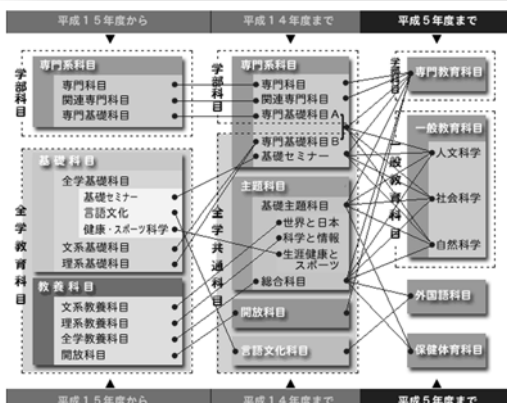 平成15年度から
平成14年度まで
平成5年度まで
学部科目
専門系科目
専門科目
関連専門科目
専門基礎科目
全学教育科目
基礎科目
全学基礎科目
基礎セミナー
言語文化
健康・スポーツ科学
文系基礎科目
理系基礎科目
教養科目
文系教養科目
理系教養科目
全学教養科目
開放科目
学部科目
専門系科目
専門科目
関連専門科目
専門基礎科目A
専門基礎科目B
基礎セミナー
全学共通科目
主題科目
基礎主題科目
世界と日本
科学と情報
生涯健康と
スポーツ
総合科目
開放科目
言語文化科目
学部科目
専門教育科目
一般教育科目
一般教育科目
人文科学
社会科学
自然科学
外国語科目
保健体育科目
平成15年度から
平成14年度まで
平成5年度まで